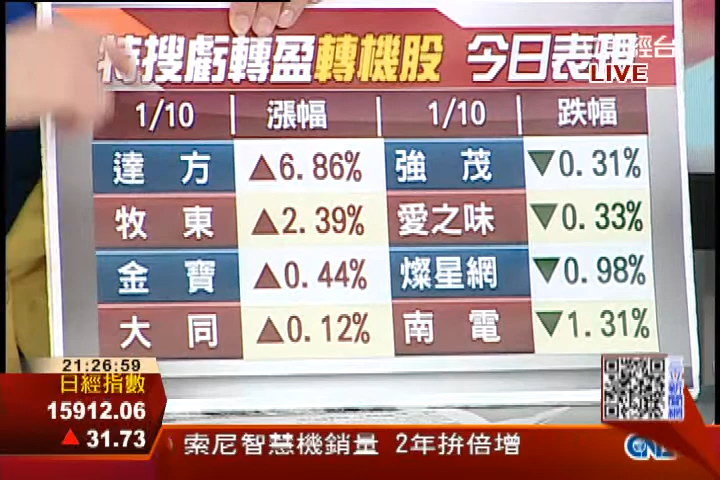 特搜虧轉盈轉機股 今日表現
LIVE
1/10 漲幅 1/10 跌幅
達方 ▲6.86% 強茂 ▼0.31%
牧東 ▲2.39% 愛之味 ▼0.33%
金寶 ▲0.44% 燦星網 ▼0.98%
大同 ▲0.12% 南電 ▼1.31%
21:26:59
日經指數
15912.06
▲ 31.73
索尼智慧機銷量 2年拚倍增